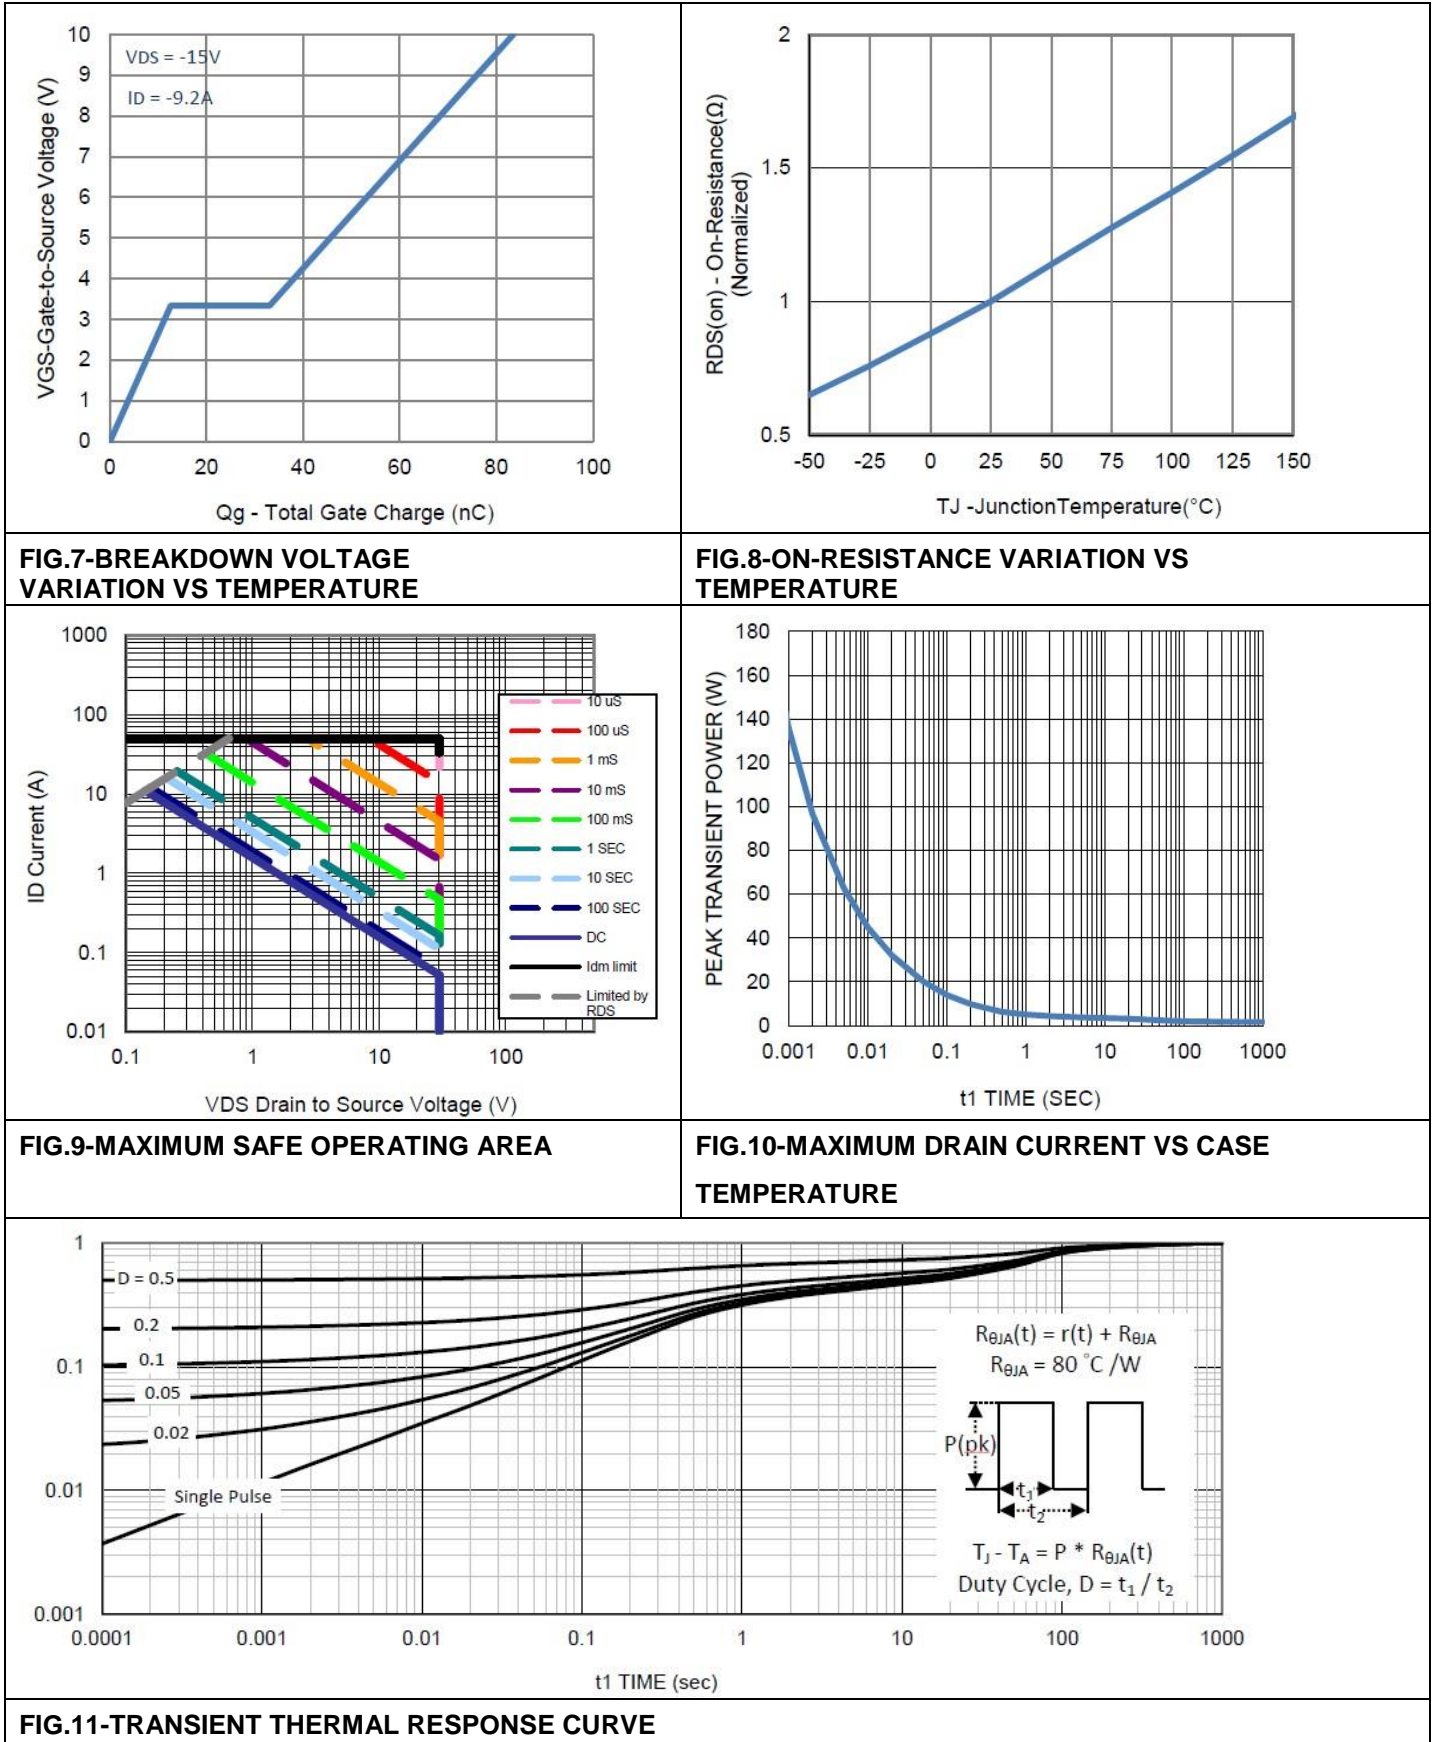 10
9
8
7
6
5
4
3
2
1
0
VGS-Gate-to-Source Voltage (V)
VDS = -15V
ID = -9.2A
0 20 40 60 80 100
Qg - Total Gate Charge (nC)
2
1.5
1
0.5
RDS(on) - On-Resistance(Ω)
(Normalized)
-50 -25 0 25 50 75 100 125 150
TJ -JunctionTemperature(°C)
FIG.7-BREAKDOWN VOLTAGE
VARIATION VS TEMPERATURE
FIG.8-ON-RESISTANCE VARIATION VS
TEMPERATURE
1000
100
10
1
0.1
0.01
ID Current (A)
0.1 1 10 100
VDS Drain to Source Voltage (V)
10 uS
100 uS
1 mS
10 mS
100 mS
1 SEC
10 SEC
100 SEC
DC
Idm limit
Limited by
RDS
180
160
140
120
100
80
60
40
20
0
PEAK TRANSIENT POWER (W)
0.001 0.01 0.1 1 10 100 1000
t1 TIME (SEC)
FIG.9-MAXIMUM SAFE OPERATING AREA
FIG.10-MAXIMUM DRAIN CURRENT VS CASE
TEMPERATURE
1
0.1
0.01
0.001
D = 0.5
0.2
0.1
0.05
0.02
Single Pulse
RθJA(t) = r(t) + RθJA
RθJA = 80 °C /W
P(pk)
t1
t2
TJ - TA = P * RθJA(t)
Duty Cycle, D = t1 / t2
0.0001 0.001 0.01 0.1 1 10 100 1000
t1 TIME (sec)
FIG.11-TRANSIENT THERMAL RESPONSE CURVE